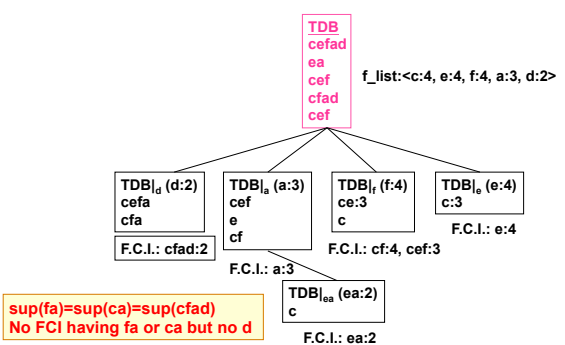 TDB
cefad
ea
cef
cfad
cef
f_list:<c:4, e:4, f:4, a:3, d:2>
TDB|d (d:2)
cefa
cfa
F.C.I.: cfad:2
TDB|a (a:3)
cef
e
cf
F.C.I.: a:3
TDB|f (f:4)
ce:3
c
F.C.I.: cf:4, cef:3
TDB|e (e:4)
c:3
F.C.I.: e:4
TDB|ea (ea:2)
c
F.C.I.: ea:2
sup(fa)=sup(ca)=sup(cfad)
No FCI having fa or ca but no d